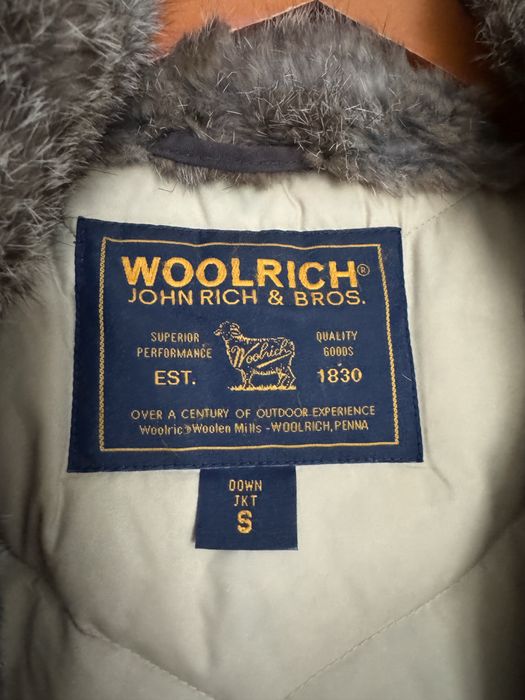 WOOLRICH®
JOHN RICH & BROS.
SUPERIOR PERFORMANCE
Woolrich
QUALITY GOODS
EST. 1830
OVER A CENTURY OF OUTDOOR EXPERIENCE
Woolrich Woolen Mills - WOOLRICH, PENNA
DOWN
JKT
S